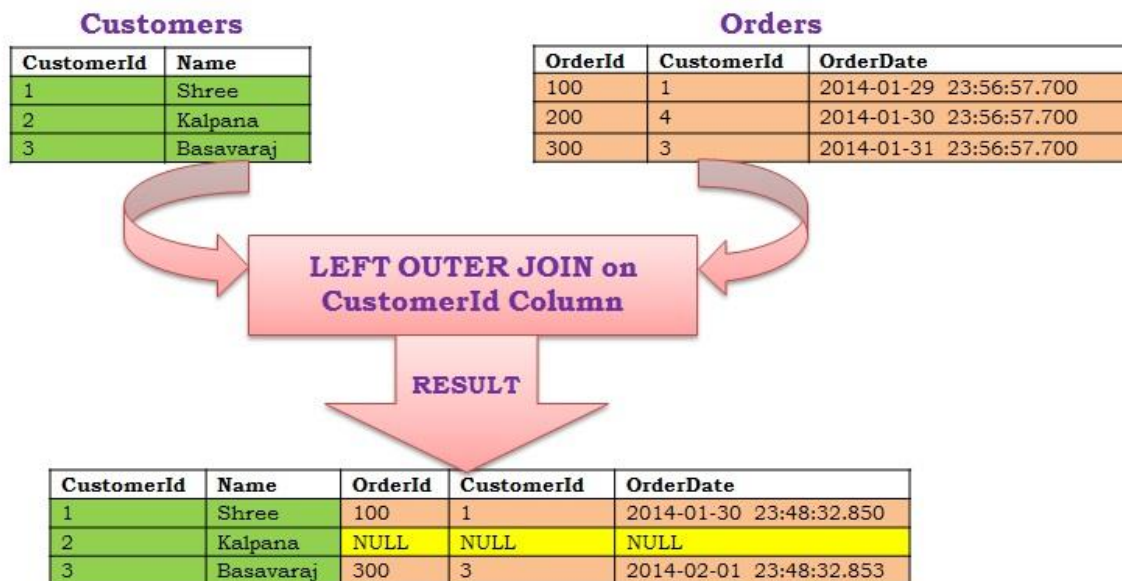 Customers
CustomerId Name
1 Shree
2 Kalpana
3 Basavaraj
Orders
OrderId CustomerId OrderDate
100 1 2014-01-29 23:56:57.700
200 4 2014-01-30 23:56:57.700
300 3 2014-01-31 23:56:57.700
LEFT OUTER JOIN on
CustomerId Column
RESULT
CustomerId Name OrderId CustomerId OrderDate
1 Shree 100 1 2014-01-30 23:48:32.850
2 Kalpana NULL NULL NULL
3 Basavaraj 300 3 2014-02-01 23:48:32.853